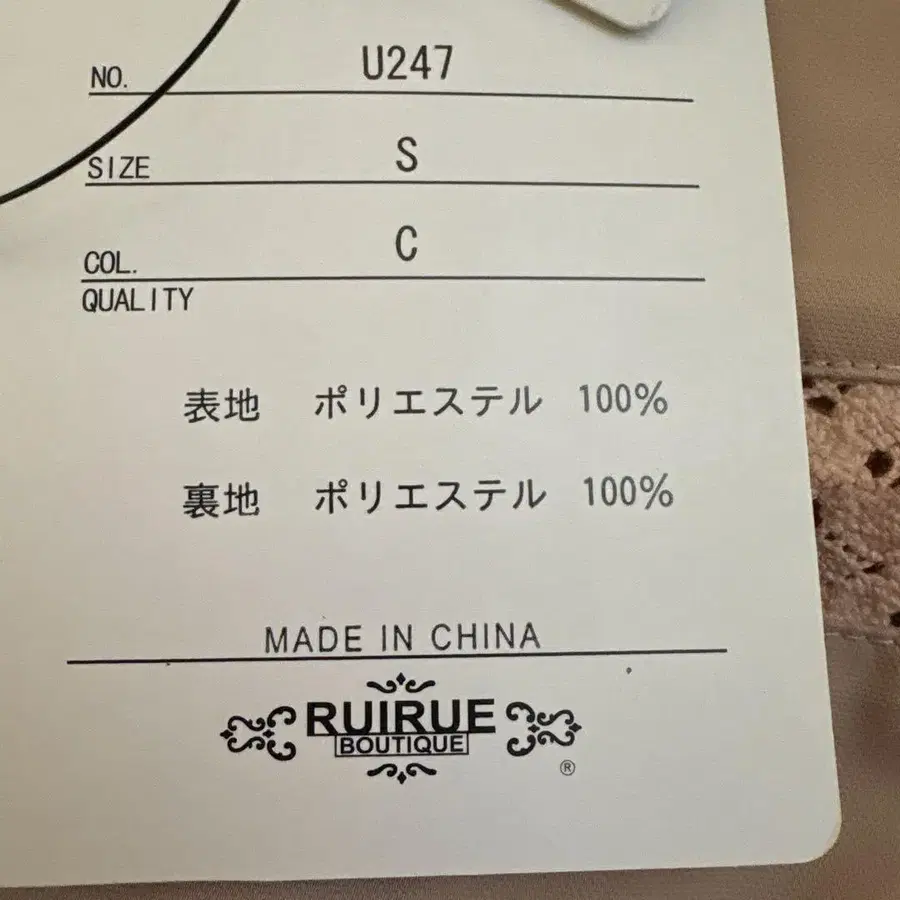 NO. U247
SIZE S
COL. C
QUALITY
表地 ポリエステル 100%
裏地 ポリエステル 100%
MADE IN CHINA
RUIRUE
BOUTIQUE
®